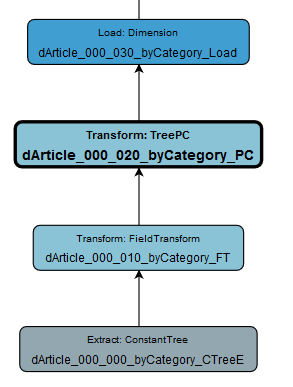 Load: Dimension
dArticle_000_030_byCategory_Load
Transform: TreePC
dArticle_000_020_byCategory_PC
Transform: FieldTransform
dArticle_000_010_byCategory_FT
Extract: ConstantTree
dArticle_000_000_byCategory_CTreeE